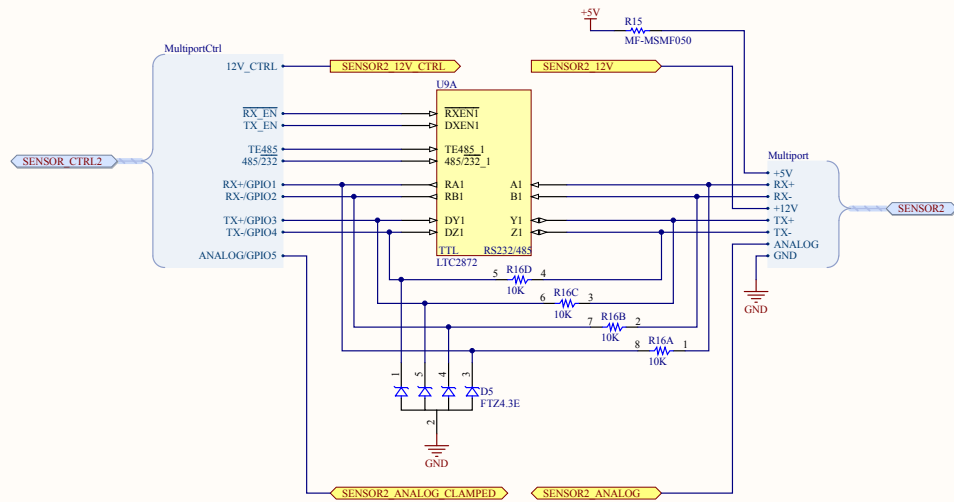 +5V
R15
MF-MSMF050
MultiportCtrl
12V_CTRL
SENSOR2_12V_CTRL
SENSOR2_12V
U9A
RX_EN
RXEN1
TX_EN
DXEN1
TE485
TE485_1
485/232
485/232_1
Multiport
+5V
SENSOR_CTRL2
RX+/GPIO1
RA1
A1
RX+
RX-/GPIO2
RB1
B1
RX-
+12V
SENSOR2
TX+/GPIO3
DY1
Y1
TX+
TX-/GPIO4
DZ1
Z1
TX-
ANALOG
TTL
RS232/485
ANALOG/GPIO5
LTC2872
GND
5
R16D
4
10K
6
R16C
3
10K
GND
7
R16B
2
10K
8
R16A
1
10K
1
5
4
3
D5
FTZ4.3E
2
GND
SENSOR2_ANALOG_CLAMPED
SENSOR2_ANALOG